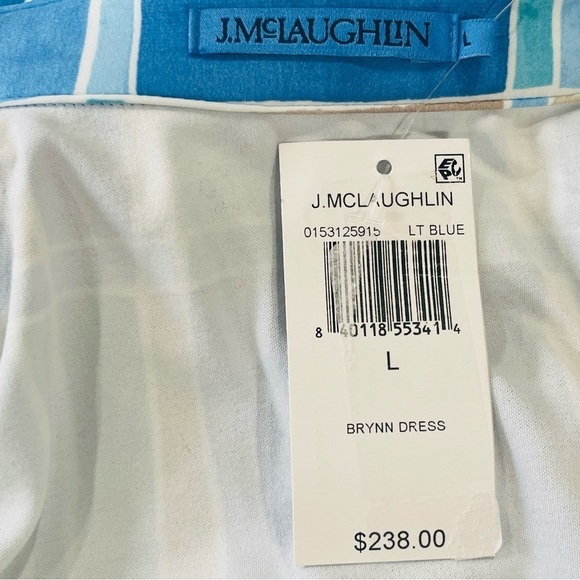 J.McLAUGHLIN L
J.MCLAUGHLIN
0153125915 LT BLUE
8 40118 55341 4
L
BRYNN DRESS
$238.00